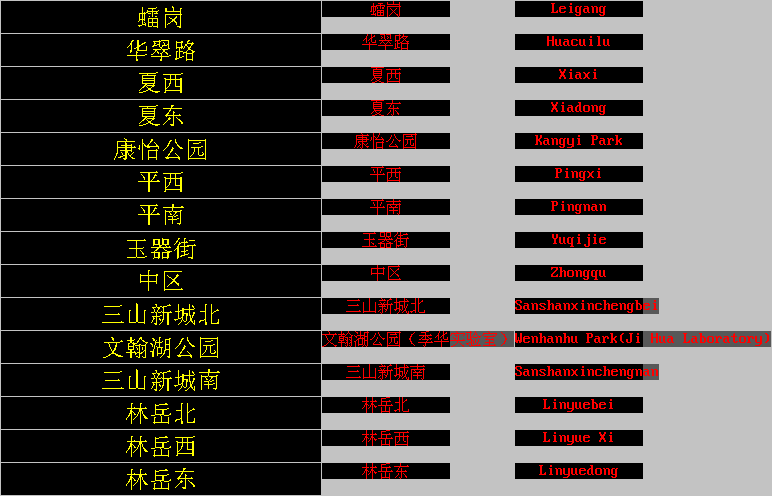 蠕岗 蠕岗 Leigang
华翠路 华翠路 Huacuilu
夏西 夏西 Xiaxi
夏东 夏东 Xiadong
康怡公园 康怡公园 Kangyi Park
平西 平西 Pingxi
平南 平南 Pingnan
玉器街 玉器街 Yuqijie
中区 中区 Zhongqu
三山新城北 三山新城北 Sanshanxinchengbei
文翰湖公园 文翰湖公园（季华实验室） Wenhanhu Park(Ji Hua Laboratory)
三山新城南 三山新城南 Sanshanxinchengnan
林岳北 林岳北 Linyuebei
林岳西 林岳西 Linyue Xi
林岳东 林岳东 Linyuedong